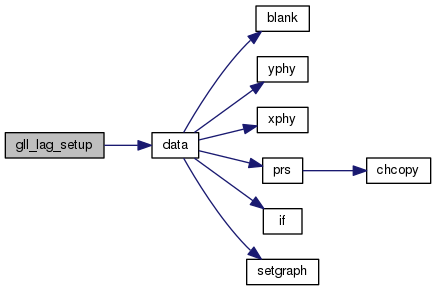 blank
yphy
xphy
gll_lag_setup
data
prs
chcopy
if
setgraph